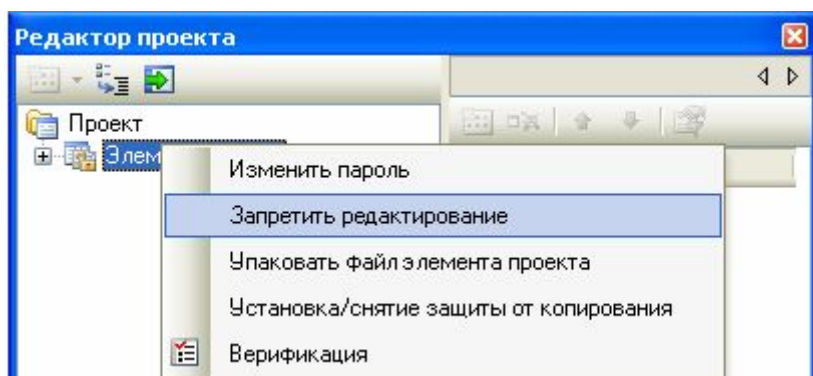 Редактор проекта
Проект
Элем
Изменить пароль
Запретить редактирование
Упаковать файл элемента проекта
Установка/снятие защиты от копирования
Верификация